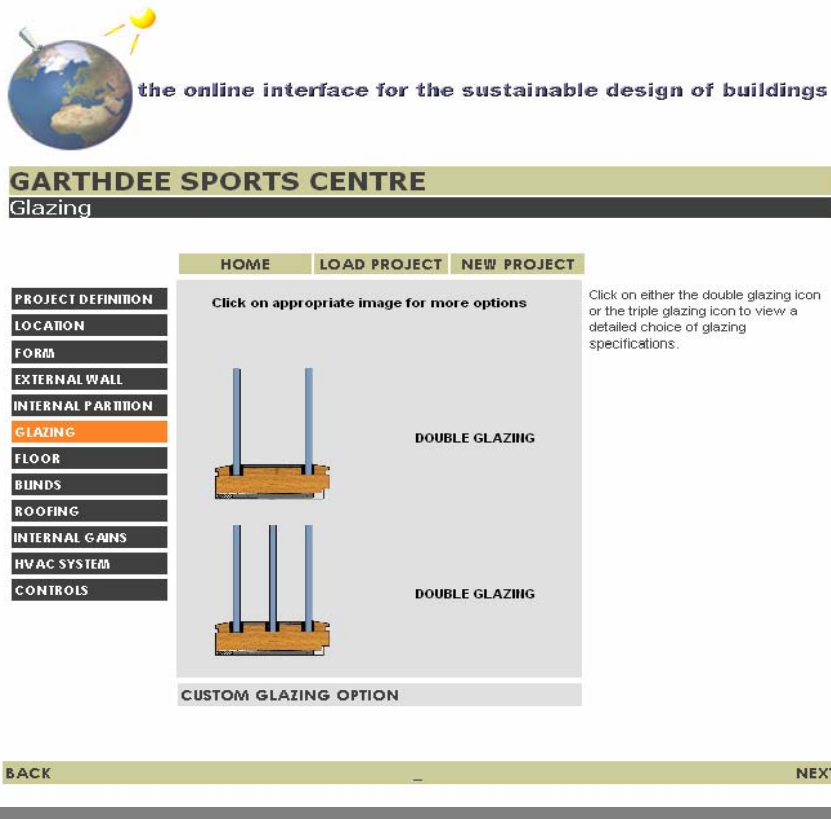 the online interface for the sustainable design of buildings
GARTHDEE SPORTS CENTRE
Glazing
HOME
LOAD PROJECT
NEW PROJECT
PROJECT DEFINITION
LOCATION
FORM
EXTERNAL WALL
INTERNAL PARTITION
GLAZING
FLOOR
BLINDS
ROOFING
INTERNAL GAINS
HVAC SYSTEM
CONTROLS
Click on appropriate image for more options
DOUBLE GLAZING
DOUBLE GLAZING
CUSTOM GLAZING OPTION
Click on either the double glazing icon
or the triple glazing icon to view a
detailed choice of glazing
specifications.
BACK
_
NEXT